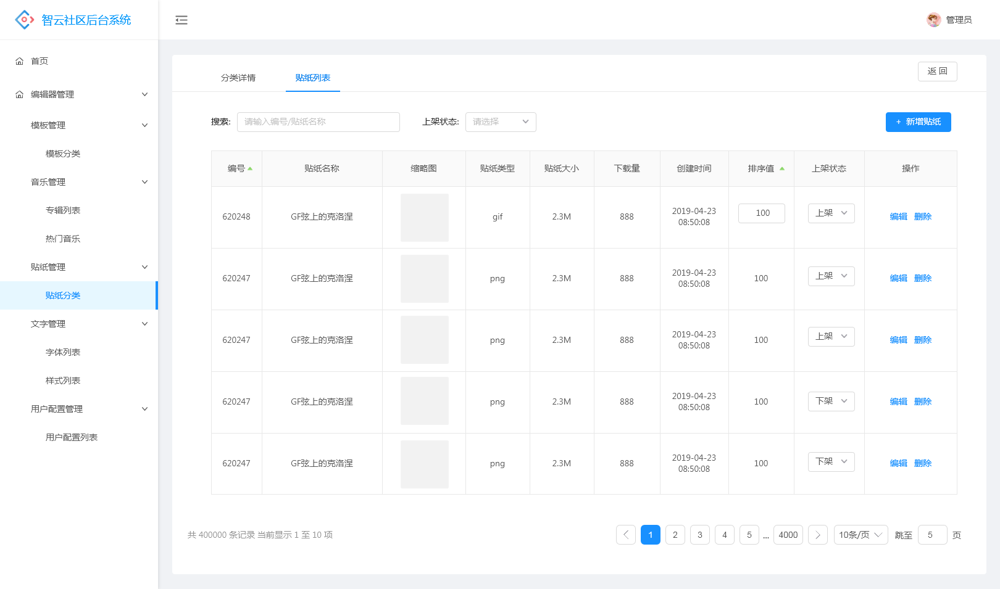 智云社区后台系统
管理员
首页
编辑器管理
模板管理
模板分类
音乐管理
专辑列表
热门音乐
贴纸管理
贴纸分类
文字管理
字体列表
样式列表
用户配置管理
用户配置列表
分类详情 贴纸列表 返 回
搜索: 请输入编号/贴纸名称 上架状态: 请选择 + 新增贴纸
编号 贴纸名称 缩略图 贴纸类型 贴纸大小 下载量 创建时间 排序值 上架状态 操作
620248 GF弦上的克洛涅 gif 2.3M 888 2019-04-23 08:50:08 100 上架 编辑 删除
620247 GF弦上的克洛涅 png 2.3M 888 2019-04-23 08:50:08 100 上架 编辑 删除
620247 GF弦上的克洛涅 png 2.3M 888 2019-04-23 08:50:08 100 上架 编辑 删除
620247 GF弦上的克洛涅 png 2.3M 888 2019-04-23 08:50:08 100 下架 编辑 删除
620247 GF弦上的克洛涅 png 2.3M 888 2019-04-23 08:50:08 100 下架 编辑 删除
共 400000 条记录 当前显示 1 至 10 项 1 2 3 4 5 ... 4000 10条/页 跳至 5 页